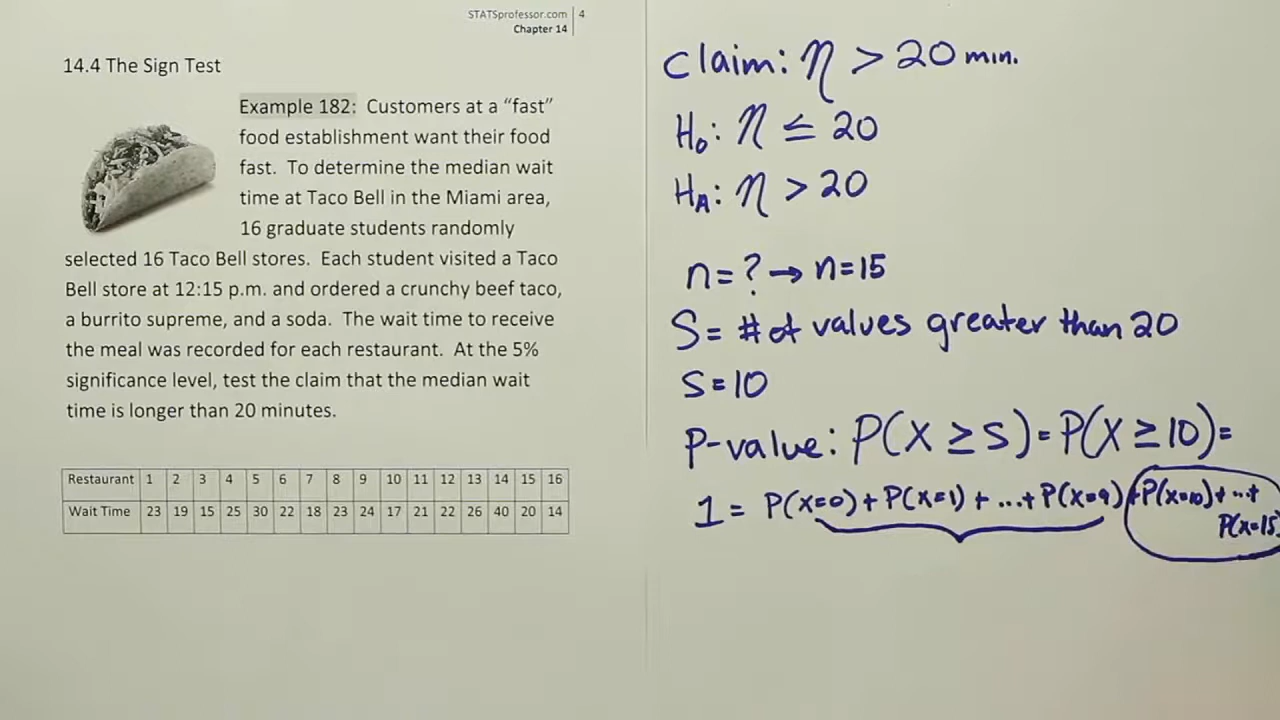 STATSprofessor.com 4
Chapter 14
14.4 The Sign Test
Example 182: Customers at a “fast”
food establishment want their food
fast. To determine the median wait
time at Taco Bell in the Miami area,
16 graduate students randomly
selected 16 Taco Bell stores. Each student visited a Taco
Bell store at 12:15 p.m. and ordered a crunchy beef taco,
a burrito supreme, and a soda. The wait time to receive
the meal was recorded for each restaurant. At the 5%
significance level, test the claim that the median wait
time is longer than 20 minutes.
Restaurant 1 2 3 4 5 6 7 8 9 10 11 12 13 14 15 16
Wait Time 23 19 15 25 30 22 18 23 24 17 21 22 26 40 20 14
Claim: η > 20 min.
H₀: η ≤ 20
Hₐ: η > 20
n = ? → n = 15
S = # of values greater than 20
S = 10
P-value: P(X ≥ S) = P(X ≥ 10) =
1 = P(X=0) + P(X=1) + ... + P(X=9) + P(X=10) + ... +
P(X=15)